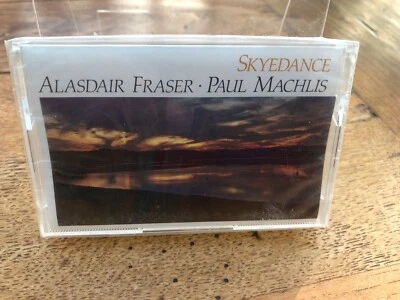 SKYEDANCE
ALASDAIR FRASER · PAUL MACHLIS